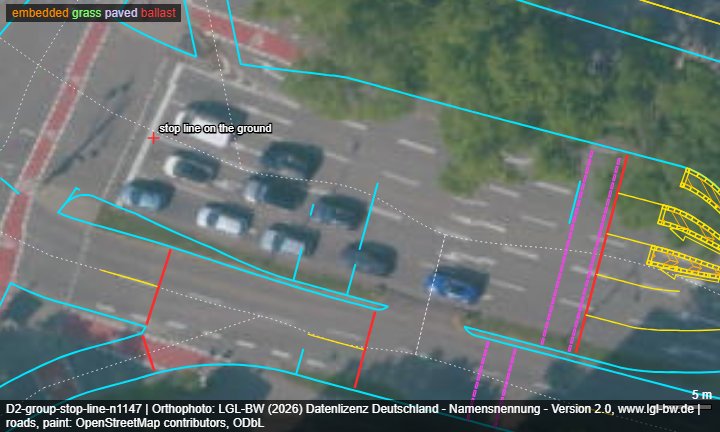 embedded grass paved ballast
stop line on the ground
5 m
D2-group-stop-line-n1147 | Orthophoto: LGL-BW (2026) Datenlizenz Deutschland - Namensnennung - Version 2.0, www.lgl-bw.de |
roads, paint: OpenStreetMap contributors, ODbL